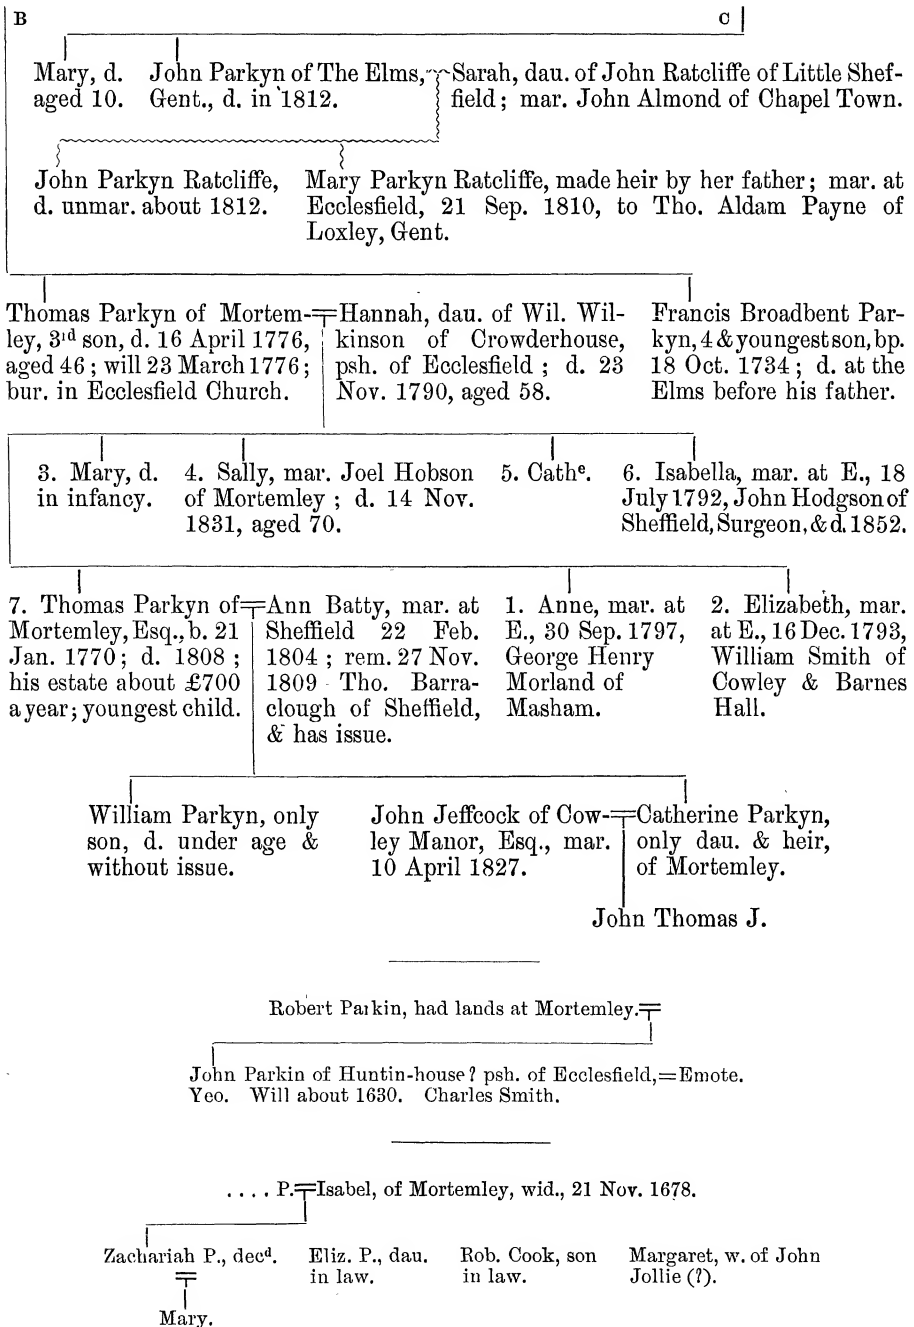 B C
Mary, d.
aged 10.
John Parkyn of The Elms,
Gent., d. in 1812.
Sarah, dau. of John Ratcliffe of Little Shef-
field; mar. John Almond of Chapel Town.
John Parkyn Ratcliffe,
d. unmar. about 1812.
Mary Parkyn Ratcliffe, made heir by her father; mar. at
Ecclesfield, 21 Sep. 1810, to Tho. Aldam Payne of
Loxley, Gent.
Thomas Parkyn of Mortem-
ley, 3rd son, d. 16 April 1776,
aged 46; will 23 March 1776;
bur. in Ecclesfield Church.
Hannah, dau. of Wil. Wil-
kinson of Crowderhouse,
psh. of Ecclesfield; d. 23
Nov. 1790, aged 58.
Francis Broadbent Par-
kyn, 4 & youngest son, bp.
18 Oct. 1734; d. at the
Elms before his father.
3. Mary, d.
in infancy.
4. Sally, mar. Joel Hobson
of Mortemley; d. 14 Nov.
1831, aged 70.
5. Cathe.
6. Isabella, mar. at E., 18
July 1792, John Hodgson of
Sheffield, Surgeon, & d. 1852.
7. Thomas Parkyn of
Mortemley, Esq., b. 21
Jan. 1770; d. 1808;
his estate about £700
a year; youngest child.
Ann Batty, mar. at
Sheffield 22 Feb.
1804; rem. 27 Nov.
1809 Tho. Barra-
clough of Sheffield,
& has issue.
1. Anne, mar. at
E., 30 Sep. 1797,
George Henry
Morland of
Masham.
2. Elizabeth, mar.
at E., 16 Dec. 1793,
William Smith of
Cowley & Barnes
Hall.
William Parkyn, only
son, d. under age &
without issue.
John Jeffcock of Cow-
ley Manor, Esq., mar.
10 April 1827.
Catherine Parkyn,
only dau. & heir,
of Mortemley.
John Thomas J.
Robert Parkin, had lands at Mortemley.
John Parkin of Huntin-house? psh. of Ecclesfield,=Emote.
Yeo. Will about 1630. Charles Smith.
.... P.=Isabel, of Mortemley, wid., 21 Nov. 1678.
Zachariah P., decd.
Eliz. P., dau.
in law.
Rob. Cook, son
in law.
Margaret, w. of John
Jollie (?).
Mary.